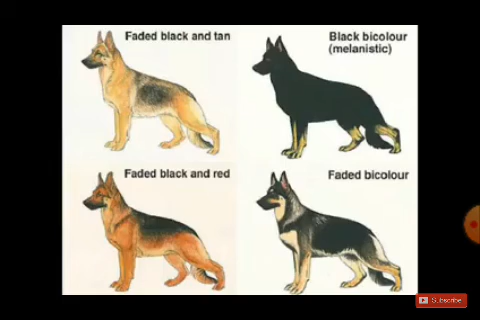 Faded black and tan
Black bicolour
(melanistic)
Faded black and red
Faded bicolour
Subscribe